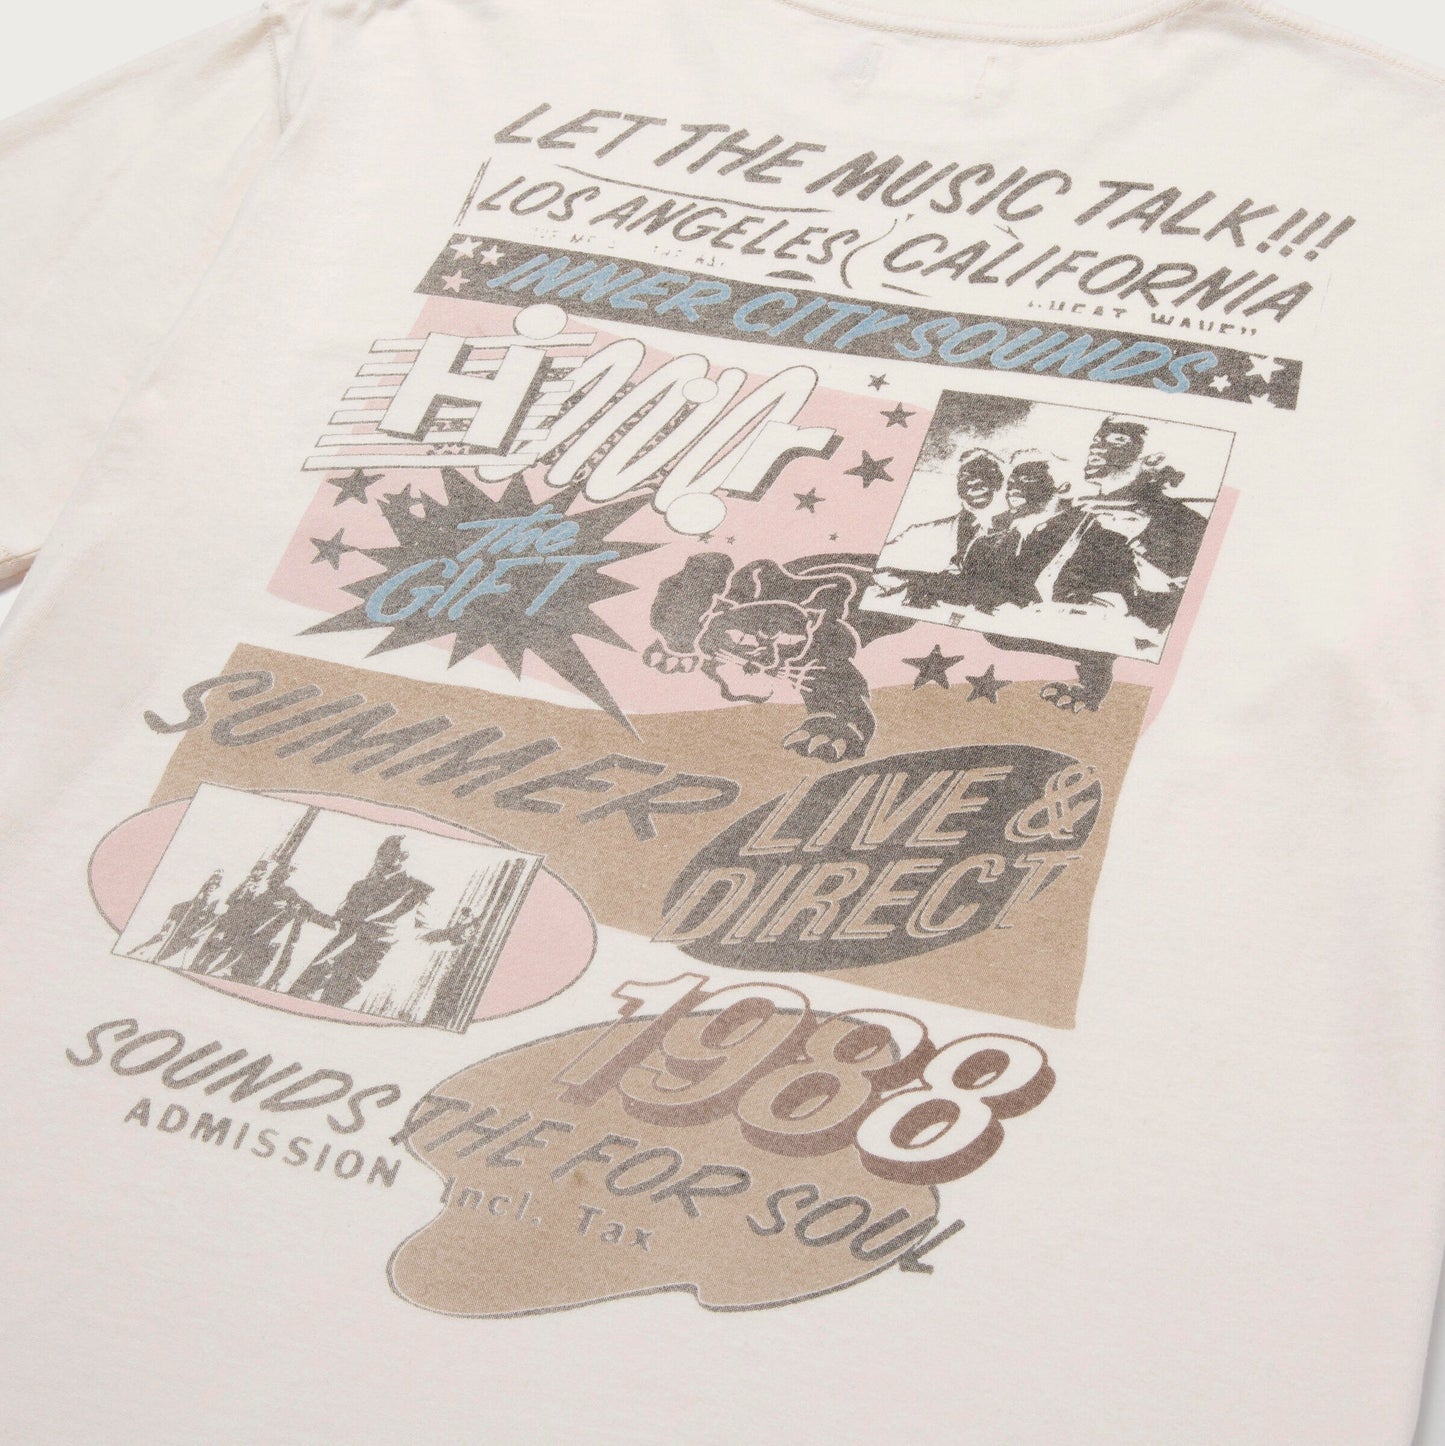 LET THE MUSIC TALK!!!
LOS ANGELES CALIFORNIA
INNER CITY SOUNDS
The
GIFT
SUMMER
LIVE &
DIRECT
1988
SOUNDS THE FOR SOUL
ADMISSION Incl. Tax